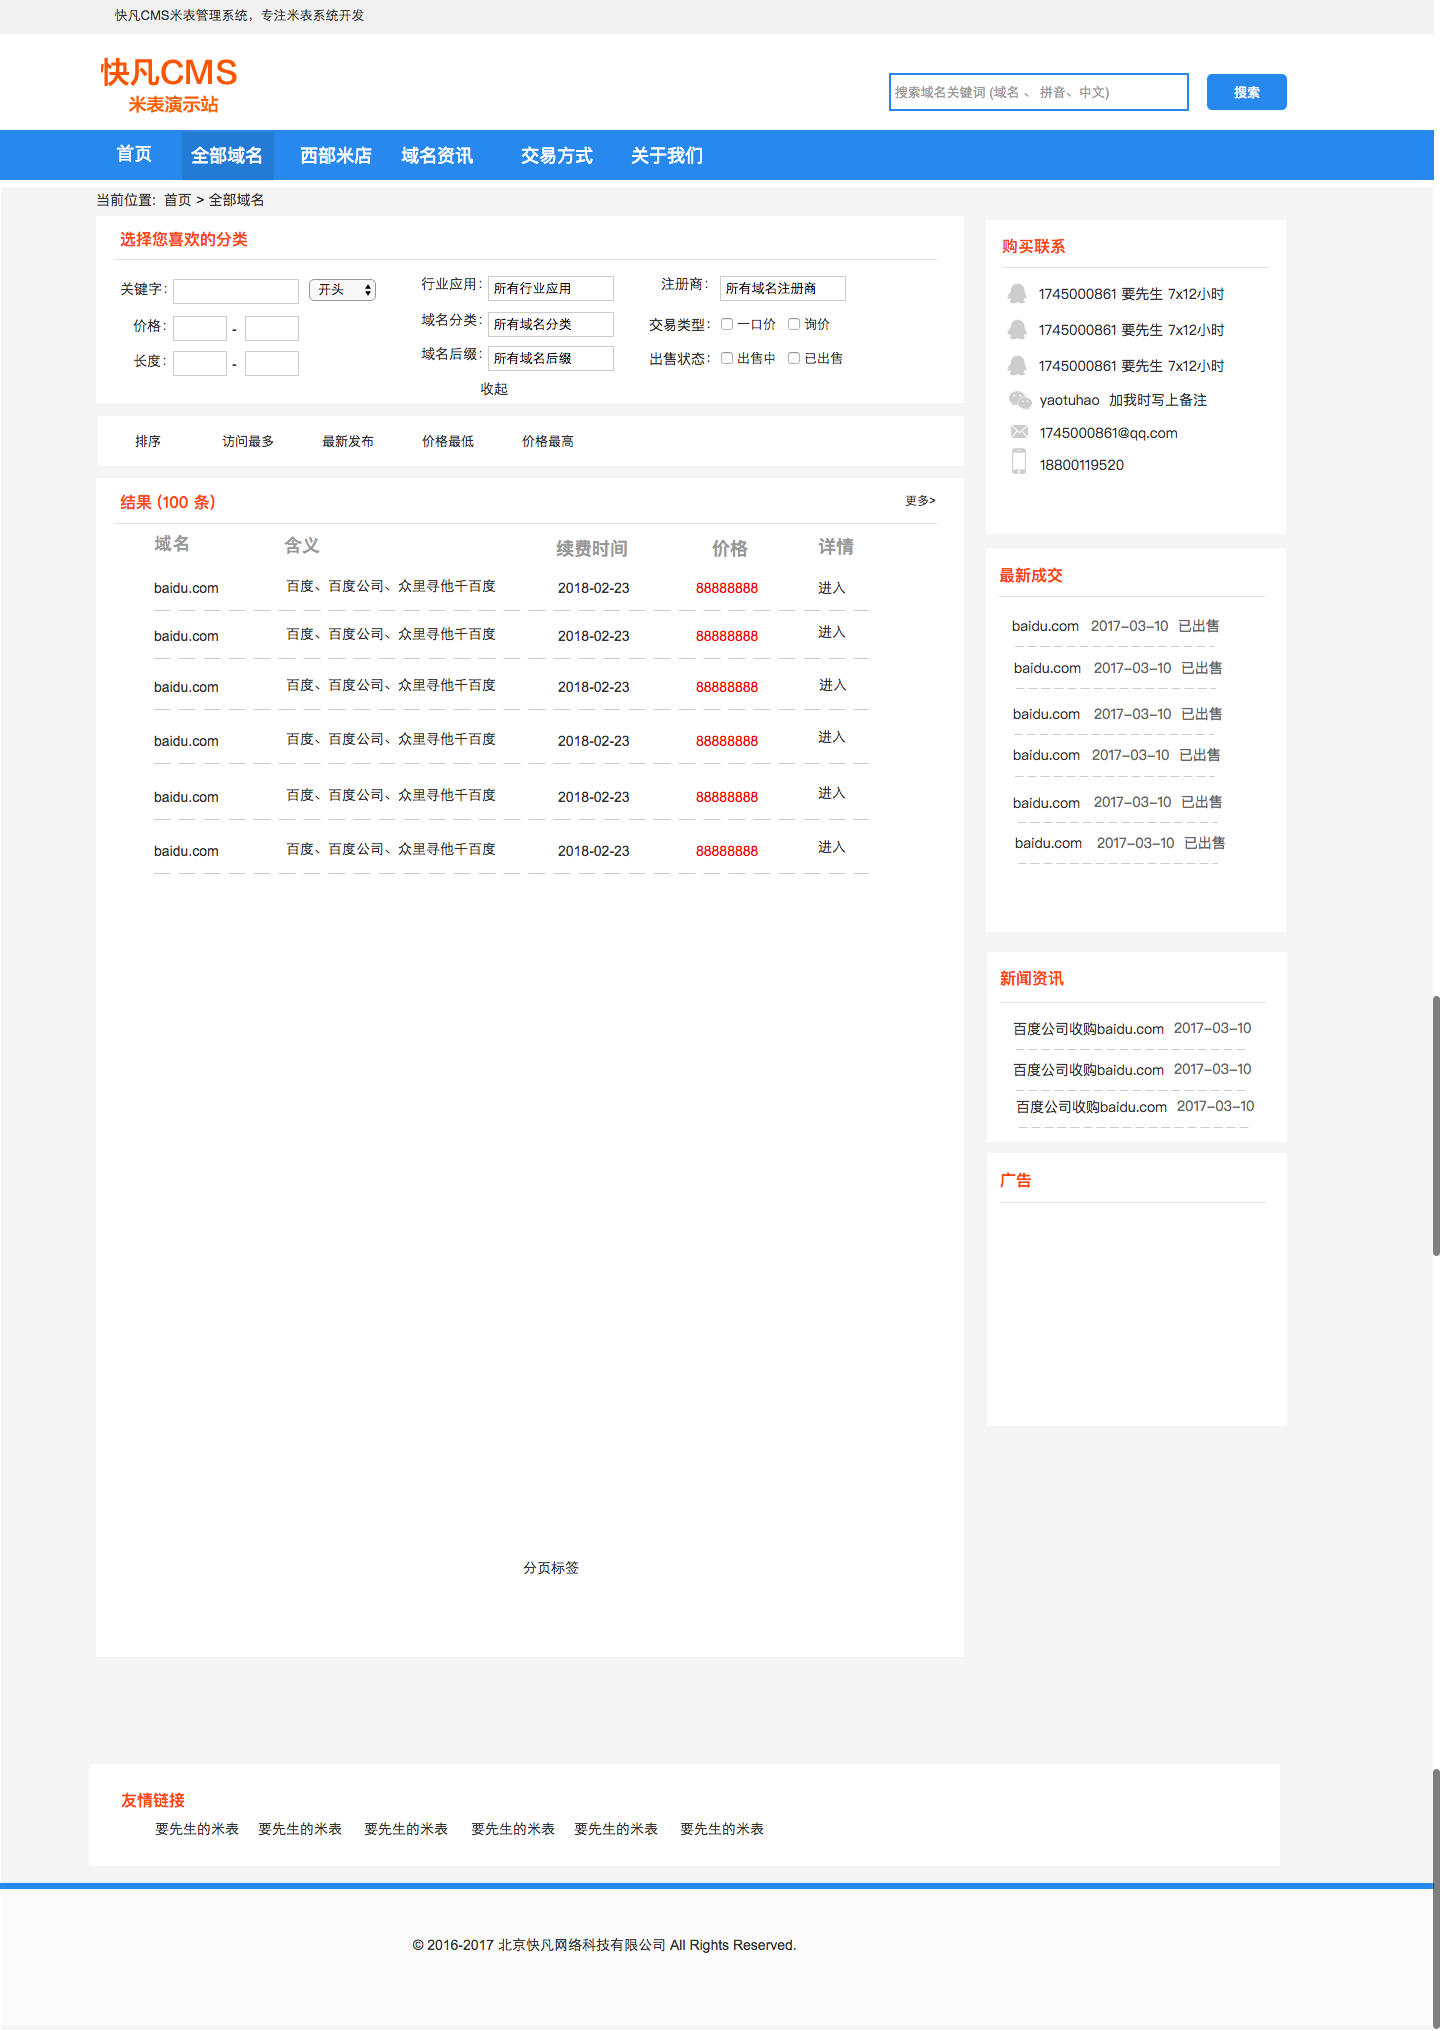 快凡CMS米表管理系统，专注米表系统开发
快凡CMS
米表演示站
搜索域名关键词 (域名 、 拼音、中文)
搜索
首页 全部域名 西部米店 域名资讯 交易方式 关于我们
当前位置: 首页 > 全部域名
选择您喜欢的分类
关键字: 开头 行业应用: 所有行业应用 注册商: 所有域名注册商
价格: - 域名分类: 所有域名分类 交易类型: 一口价 询价
长度: - 域名后缀: 所有域名后缀 出售状态: 出售中 已出售
收起
排序 访问最多 最新发布 价格最低 价格最高
结果 (100 条) 更多>
域名 含义 续费时间 价格 详情
baidu.com 百度、百度公司、众里寻他千百度 2018-02-23 88888888 进入
baidu.com 百度、百度公司、众里寻他千百度 2018-02-23 88888888 进入
baidu.com 百度、百度公司、众里寻他千百度 2018-02-23 88888888 进入
baidu.com 百度、百度公司、众里寻他千百度 2018-02-23 88888888 进入
baidu.com 百度、百度公司、众里寻他千百度 2018-02-23 88888888 进入
baidu.com 百度、百度公司、众里寻他千百度 2018-02-23 88888888 进入
分页标签
购买联系
1745000861 要先生 7x12小时
1745000861 要先生 7x12小时
1745000861 要先生 7x12小时
yaotuhao 加我时写上备注
1745000861@qq.com
18800119520
最新成交
baidu.com 2017-03-10 已出售
baidu.com 2017-03-10 已出售
baidu.com 2017-03-10 已出售
baidu.com 2017-03-10 已出售
baidu.com 2017-03-10 已出售
baidu.com 2017-03-10 已出售
新闻资讯
百度公司收购baidu.com 2017-03-10
百度公司收购baidu.com 2017-03-10
百度公司收购baidu.com 2017-03-10
广告
友情链接
要先生的米表 要先生的米表 要先生的米表 要先生的米表 要先生的米表 要先生的米表
© 2016-2017 北京快凡网络科技有限公司 All Rights Reserved.